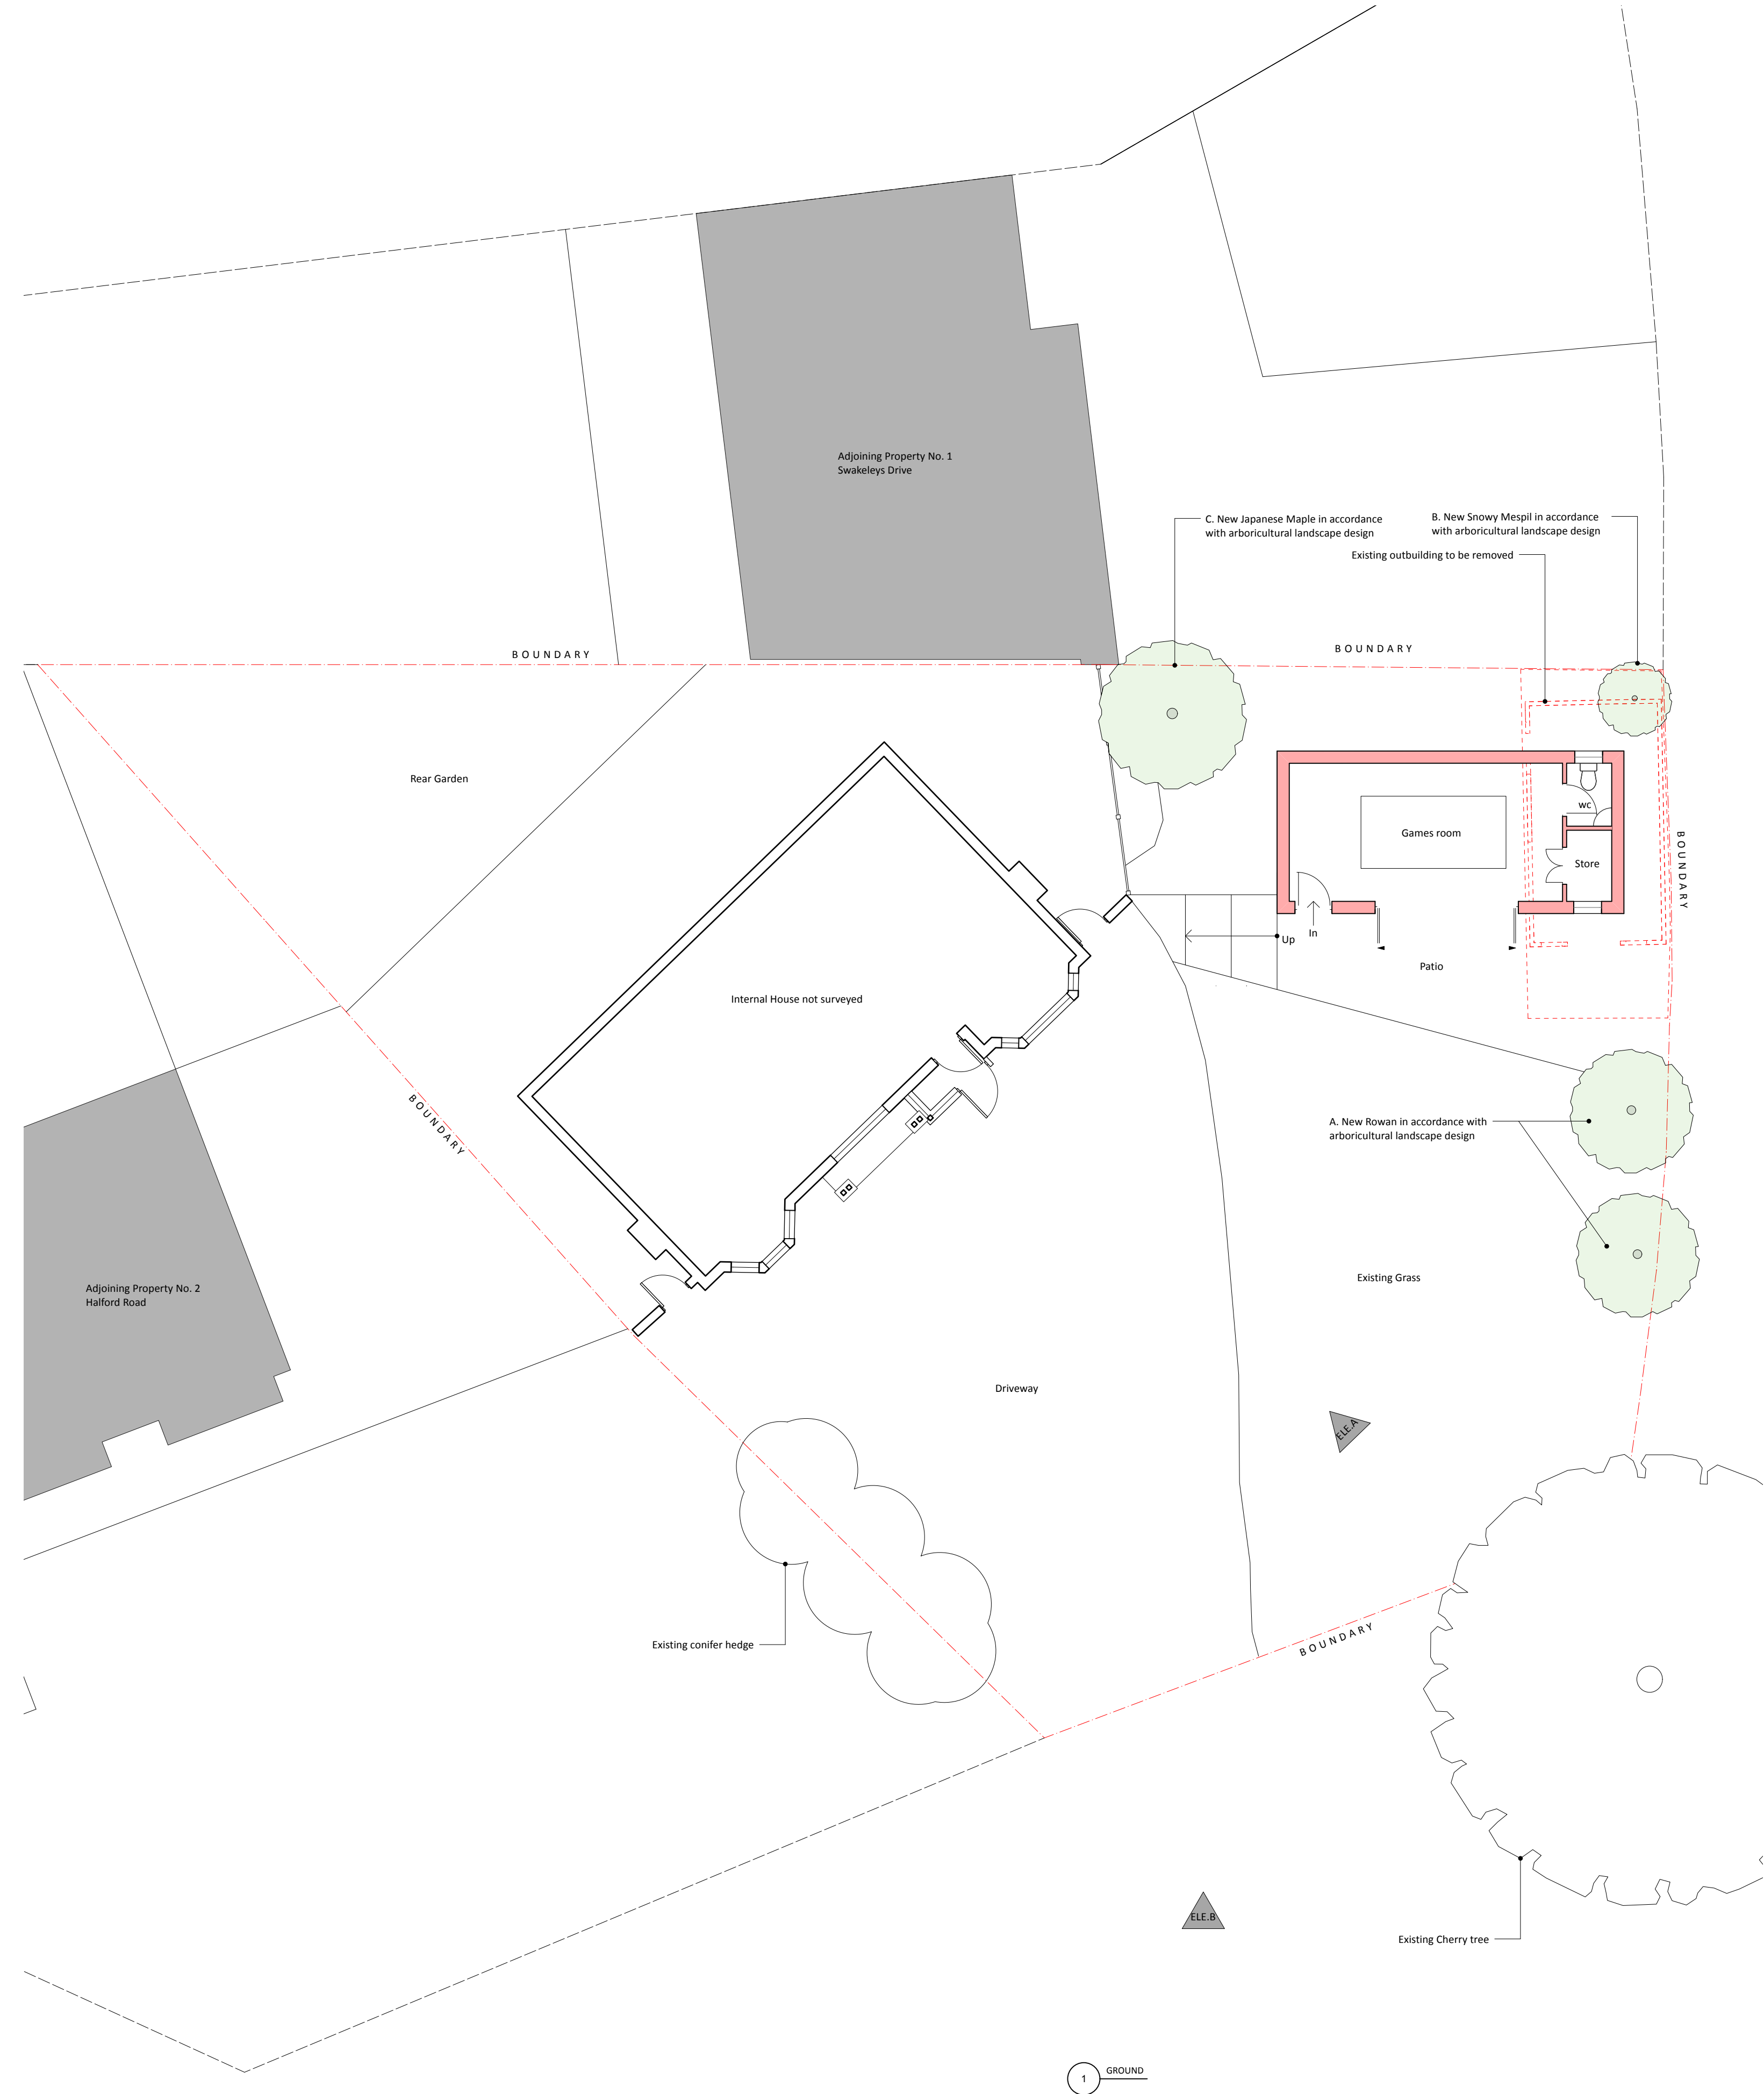 Adjoining Property No. 1
Swakeleys Drive
C. New Japanese Maple in accordance
with arboricultural landscape design
B. New Snowy Mespil in accordance
with arboricultural landscape design
Existing outbuilding to be removed
BOUNDARY
BOUNDARY
Rear Garden
wc
Games room
Store
BOUNDARY
In
Up
Patio
Internal House not surveyed
BOUNDARY
A. New Rowan in accordance with
arboricultural landscape design
Existing Grass
Adjoining Property No. 2
Halford Road
Driveway
ELE.A
Existing conifer hedge
BOUNDARY
ELE.B
Existing Cherry tree
1
GROUND